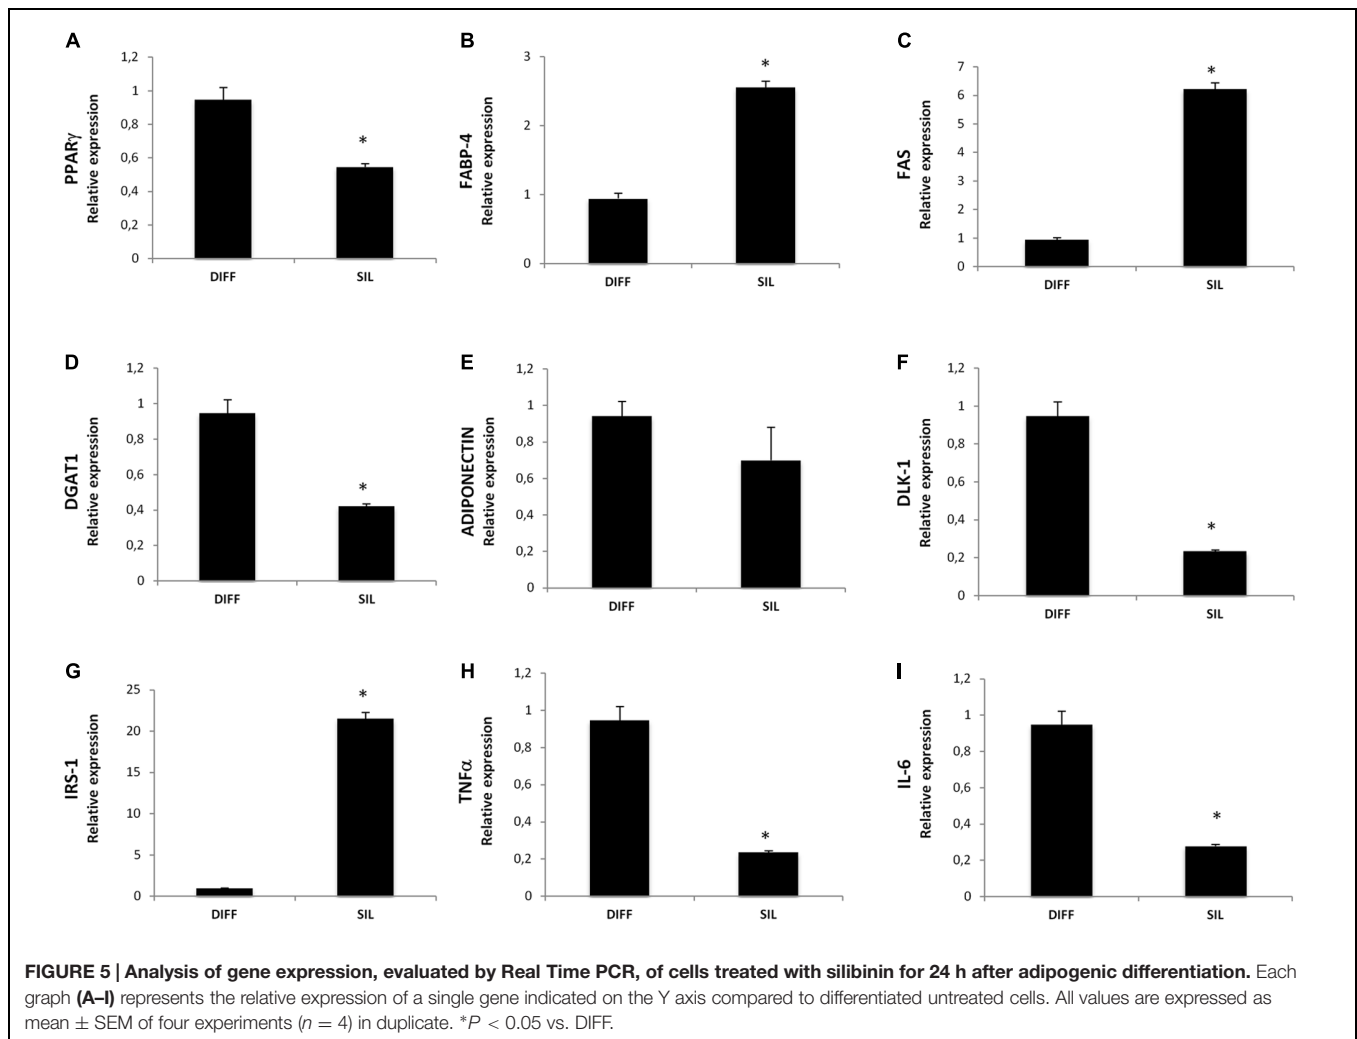 A
1,2
1
0,8
0,6
0,4
0,2
0
PPARγ
Relative expression
*
DIFF SIL
B
3
2
1
0
FABP-4
Relative expression
*
DIFF SIL
C
7
6
5
4
3
2
1
0
FAS
Relative expression
*
DIFF SIL
D
1,2
1
0,8
0,6
0,4
0,2
0
DGAT1
Relative expression
*
DIFF SIL
E
1,2
1
0,8
0,6
0,4
0,2
0
ADIPONECTIN
Relative expression
DIFF SIL
F
1,2
1
0,8
0,6
0,4
0,2
0
DLK-1
Relative expression
*
DIFF SIL
G
25
20
15
10
5
0
IRS-1
Relative expression
*
DIFF SIL
H
1,2
1
0,8
0,6
0,4
0,2
0
TNFα
Relative expression
*
DIFF SIL
I
1,2
1
0,8
0,6
0,4
0,2
0
IL-6
Relative expression
*
DIFF SIL
FIGURE 5 | Analysis of gene expression, evaluated by Real Time PCR, of cells treated with silibinin for 24 h after adipogenic differentiation. Each
graph (A–I) represents the relative expression of a single gene indicated on the Y axis compared to differentiated untreated cells. All values are expressed as
mean ± SEM of four experiments (n = 4) in duplicate. *P < 0.05 vs. DIFF.